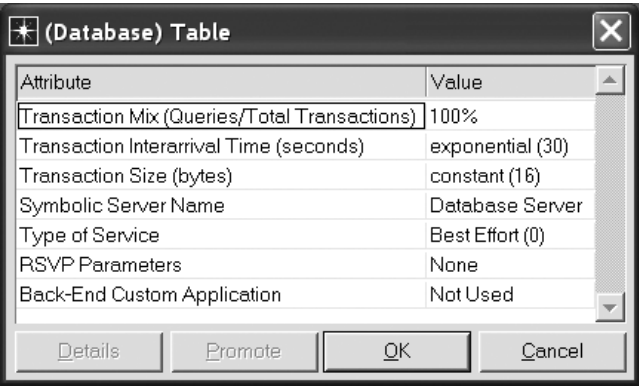 (Database) Table
Attribute Value
Transaction Mix (Queries/Total Transactions) 100%
Transaction Interarrival Time (seconds) exponential (30)
Transaction Size (bytes) constant (16)
Symbolic Server Name Database Server
Type of Service Best Effort (0)
RSVP Parameters None
Back-End Custom Application Not Used
Details Promote OK Cancel